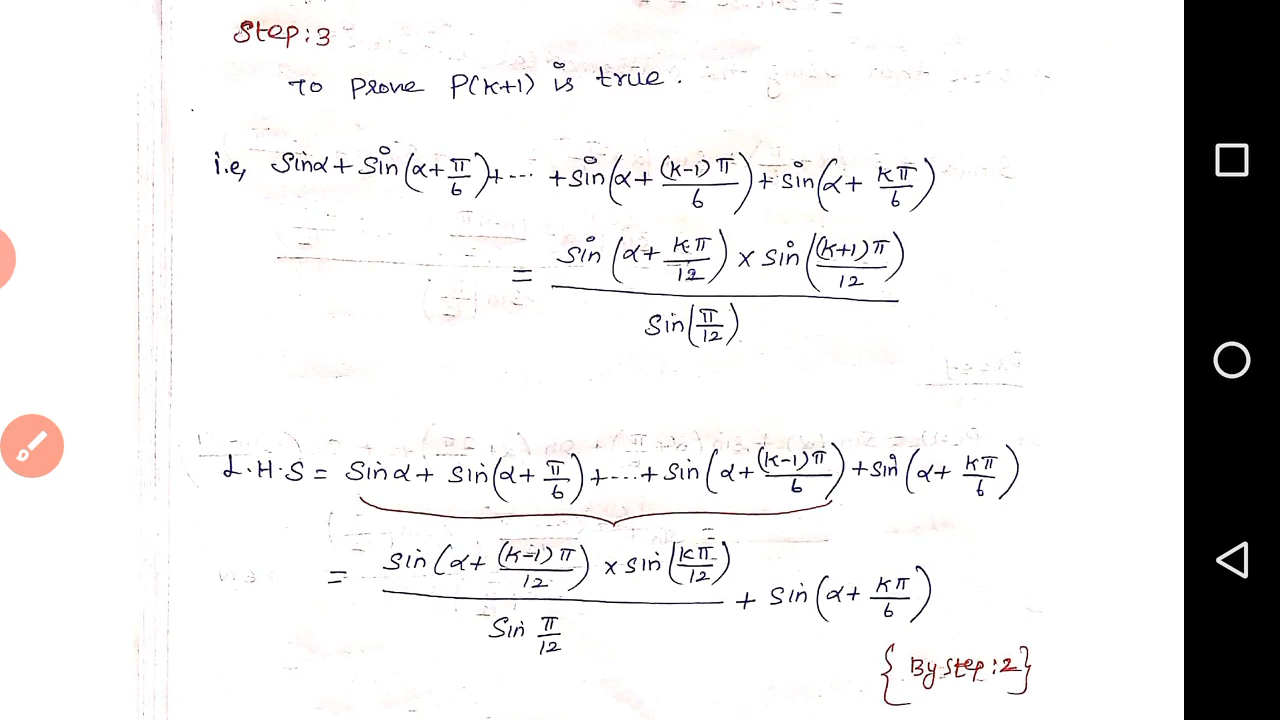 Step:3
To Prove P(K+1) is true.
i.e, Sinα + Sin(α+π/6)+--- +Sin(α+(K-1)π/6)+Sin(α+Kπ/6)
= Sin(α+Kπ/12) × Sin((K+1)π/12) / Sin(π/12)
L.H.S = Sinα + Sin(α+π/6)+---+Sin(α+(K-1)π/6)+Sin(α+Kπ/6)
= Sin(α+(K-1)π/12) × Sin(Kπ/12) / Sin π/12 + Sin(α+Kπ/6)
{By step:2}